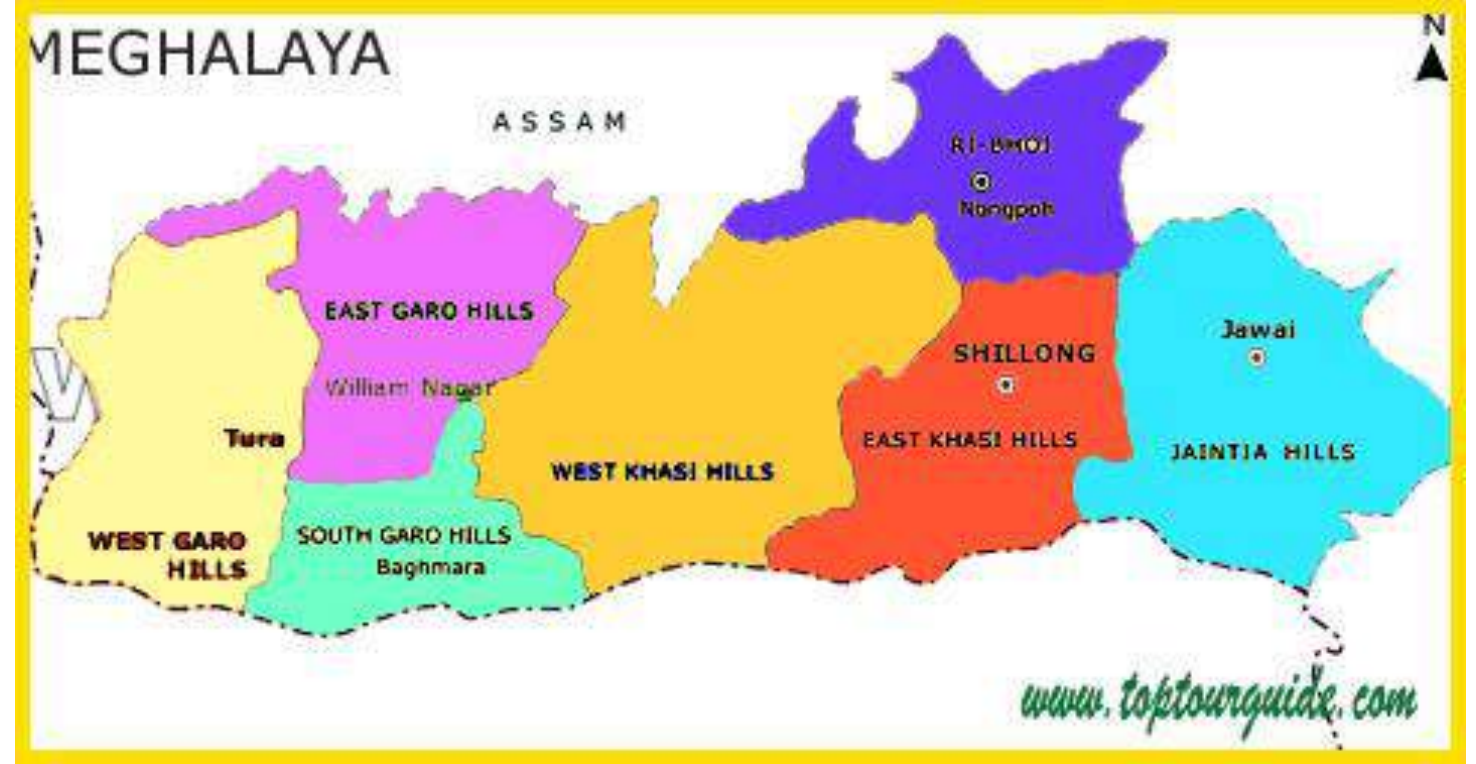 MEGHALAYA
N
ASSAM
RI-BHOI
Nongpoh
EAST GARO HILLS
Jawai
SHILLONG
William Nagar
Tura
EAST KHASI HILLS
JAINTIA HILLS
WEST KHASI HILLS
WEST GARO
HILLS
SOUTH GARO HILLS
Baghmara
www.toptourguide.com